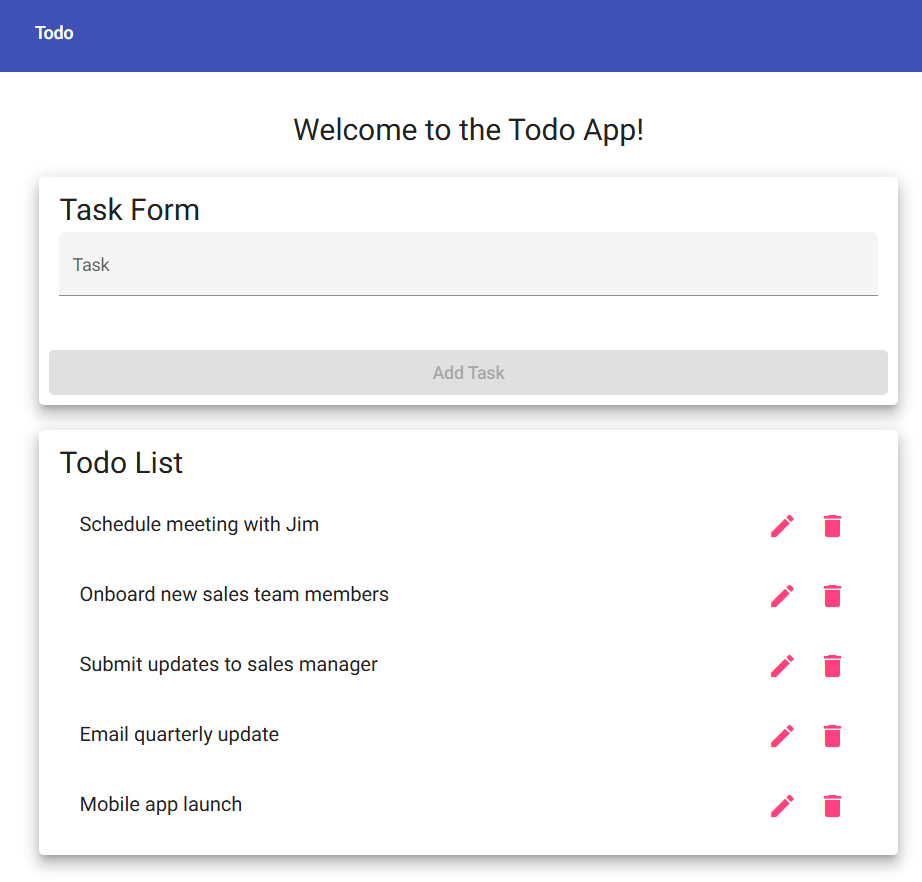 Todo
Welcome to the Todo App!
Task Form
Task
Add Task
Todo List
Schedule meeting with Jim
Onboard new sales team members
Submit updates to sales manager
Email quarterly update
Mobile app launch